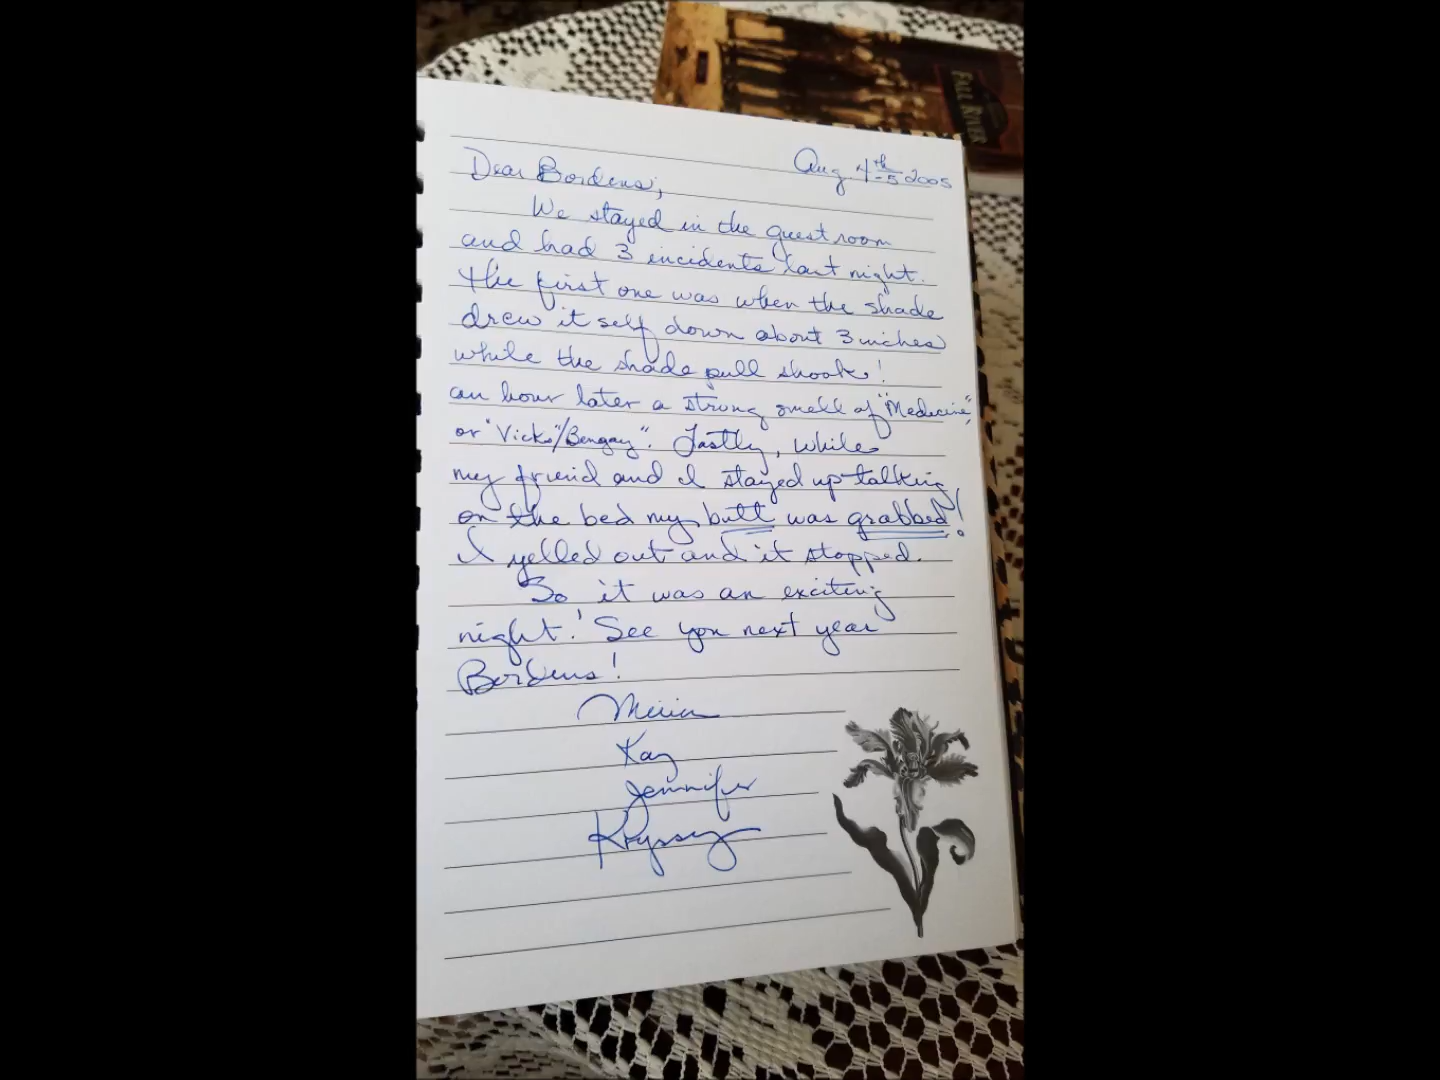 FALL RIVER
Aug 4th-5 2005
Dear Bordens;
We stayed in the guest room
and had 3 incidents last night.
The first one was when the shade
drew it self down about 3 inches
while the shade pull shook!
an hour later a strong smell of "Medicine",
or "Vicks"/Bengay". Lastly, while
my friend and I stayed up talking
on the bed my butt was grabbed!
I yelled out and it stopped.
So it was an exciting
night! See you next year
Bordens!
Kay
Jennifer